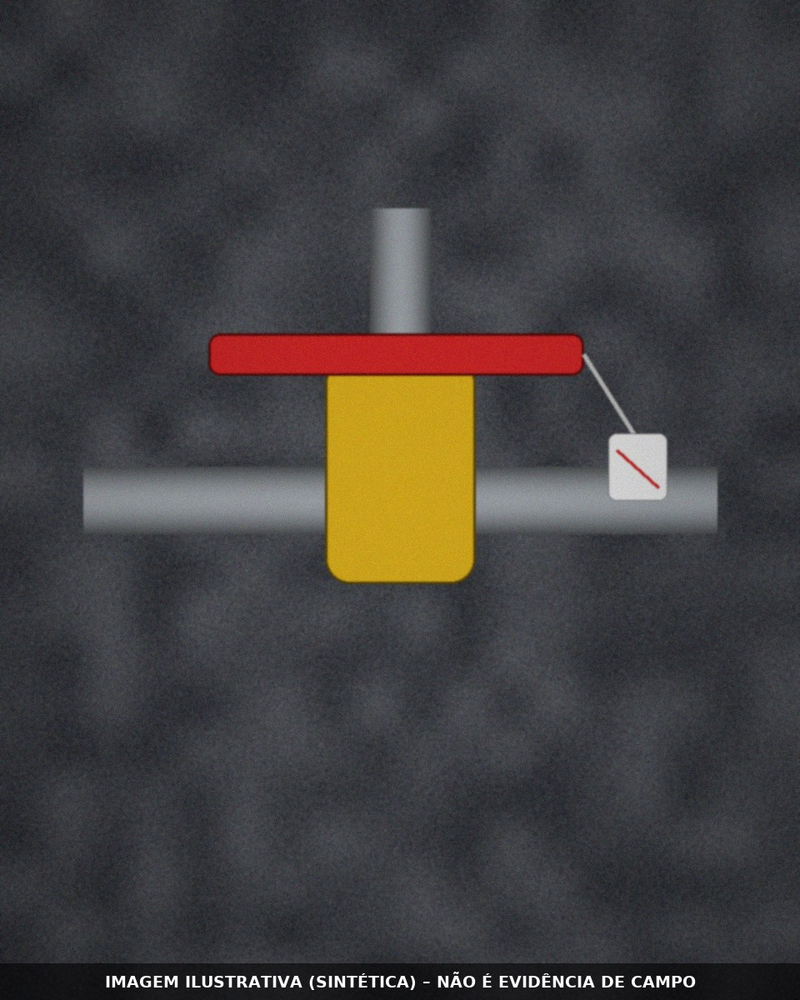 IMAGEM ILUSTRATIVA (SINTÉTICA) – NÃO É EVIDÊNCIA DE CAMPO